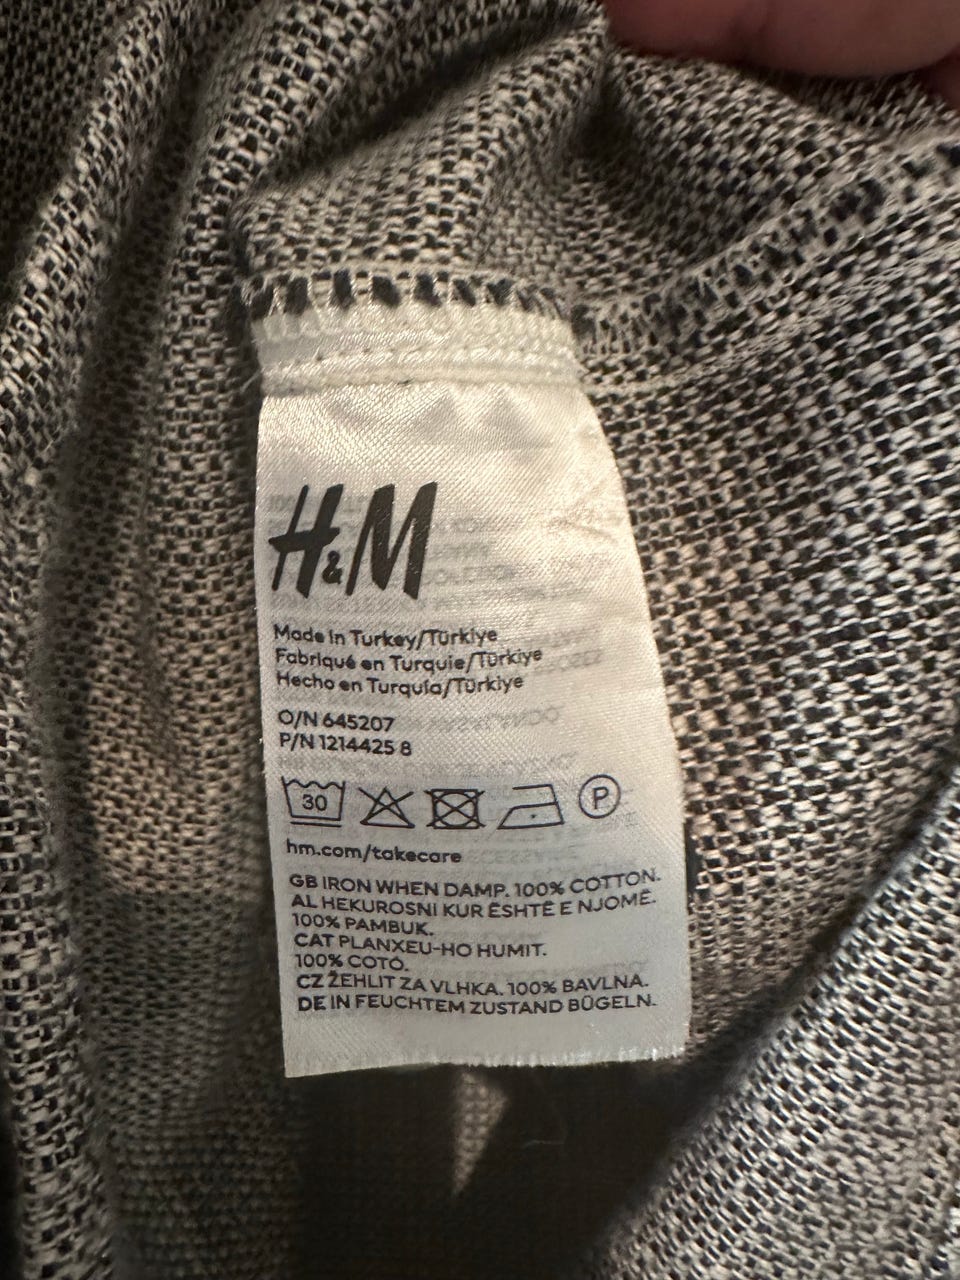 H&M
Made in Turkey/Türkiye
Fabriqué en Turquie/Türkiye
Hecho en Turquía/Türkiye
O/N 645207
P/N 1214425 8
30 P
hm.com/takecare
GB IRON WHEN DAMP. 100% COTTON.
AL HEKUROSNI KUR ËSHTË E NJOMË.
100% PAMBUK.
CAT PLANXEU-HO HUMIT.
100% COTÓ.
CZ ŽEHLIT ZA VLHKA. 100% BAVLNA.
DE IN FEUCHTEM ZUSTAND BÜGELN.